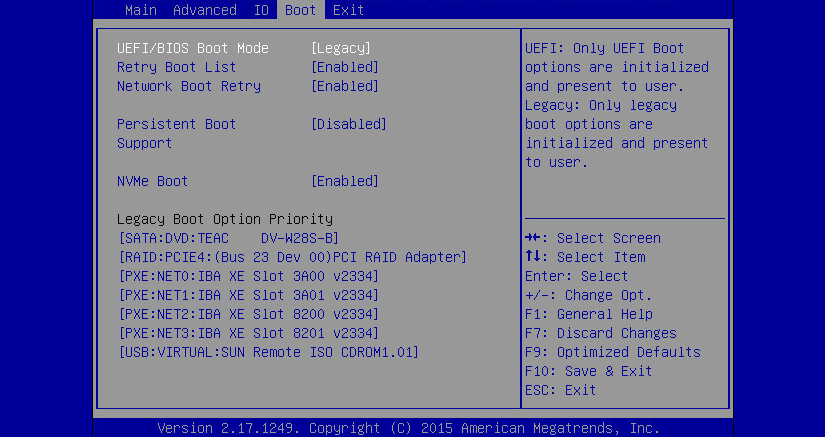 Main Advanced IO Boot Exit
UEFI/BIOS Boot Mode [Legacy]
Retry Boot List [Enabled]
Network Boot Retry [Enabled]
Persistent Boot [Disabled]
Support
NVMe Boot [Enabled]
Legacy Boot Option Priority
[SATA:DVD:TEAC DV-W28S-B]
[RAID:PCIE4:(Bus 23 Dev 00)PCI RAID Adapter]
[PXE:NET0:IBA XE Slot 3A00 v2334]
[PXE:NET1:IBA XE Slot 3A01 v2334]
[PXE:NET2:IBA XE Slot 8200 v2334]
[PXE:NET3:IBA XE Slot 8201 v2334]
[USB:VIRTUAL:SUN Remote ISO CDROM1.01]
UEFI: Only UEFI Boot
options are initialized
and present to user.
Legacy: Only legacy
boot options are
initialized and present
to user.
→←: Select Screen
↑↓: Select Item
Enter: Select
+/-: Change Opt.
F1: General Help
F7: Discard Changes
F9: Optimized Defaults
F10: Save & Exit
ESC: Exit
Version 2.17.1249. Copyright (C) 2015 American Megatrends, Inc.